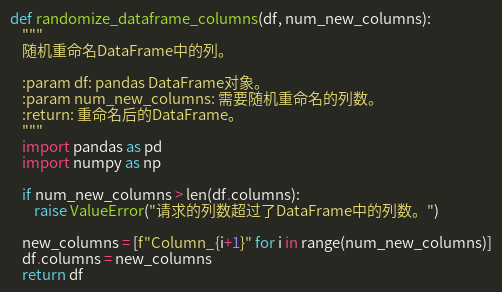 def randomize_dataframe_columns(df, num_new_columns):
    """
    随机重命名DataFrame中的列。

    :param df: pandas DataFrame对象。
    :param num_new_columns: 需要随机重命名的列数。
    :return: 重命名后的DataFrame。
    """
    import pandas as pd
    import numpy as np

    if num_new_columns > len(df.columns):
        raise ValueError("请求的列数超过了DataFrame中的列数。")

    new_columns = [f"Column_{i+1}" for i in range(num_new_columns)]
    df.columns = new_columns
    return df